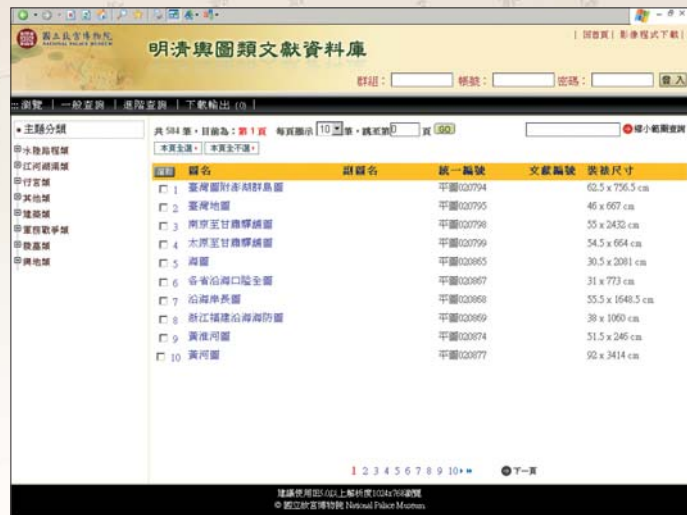 國立故宮博物院
NATIONAL PALACE MUSEUM
明清輿圖類文獻資料庫
| 回首頁 | 影像程式下載 |
群組： 帳號： 密碼： 登入
瀏覽 | 一般查詢 | 進階查詢 | 下載輸出 (0) |
主題分類
水陸路程類
江河湖渠類
行宮類
其他類
建築類
軍務戰爭類
陵墓類
輿地類
共 584 筆，目前為：第 1 頁 每頁顯示 10 筆，跳至第 0 頁 GO 縮小範圍查詢
本頁全選 本頁全不選
選取 圖名 副圖名 統一編號 文獻編號 裝裱尺寸
1 臺灣圖附澎湖群島圖 平圖020794 62.5 x 756.5 cm
2 臺灣地圖 平圖020795 46 x 667 cm
3 南京至甘肅驛鋪圖 平圖020798 55 x 2432 cm
4 太原至甘肅驛鋪圖 平圖020799 54.5 x 664 cm
5 海圖 平圖020865 30.5 x 2081 cm
6 各省沿海口隘全圖 平圖020867 31 x 773 cm
7 沿海岸長圖 平圖020868 55.5 x 1648.5 cm
8 浙江福建沿海海防圖 平圖020869 38 x 1060 cm
9 黃淮河圖 平圖020874 51.5 x 246 cm
10 黃河圖 平圖020877 92 x 3414 cm
1 2 3 4 5 6 7 8 9 10 下一頁
建議使用IE5.0以上解析度1024x768瀏覽
© 國立故宮博物院 National Palace Museum